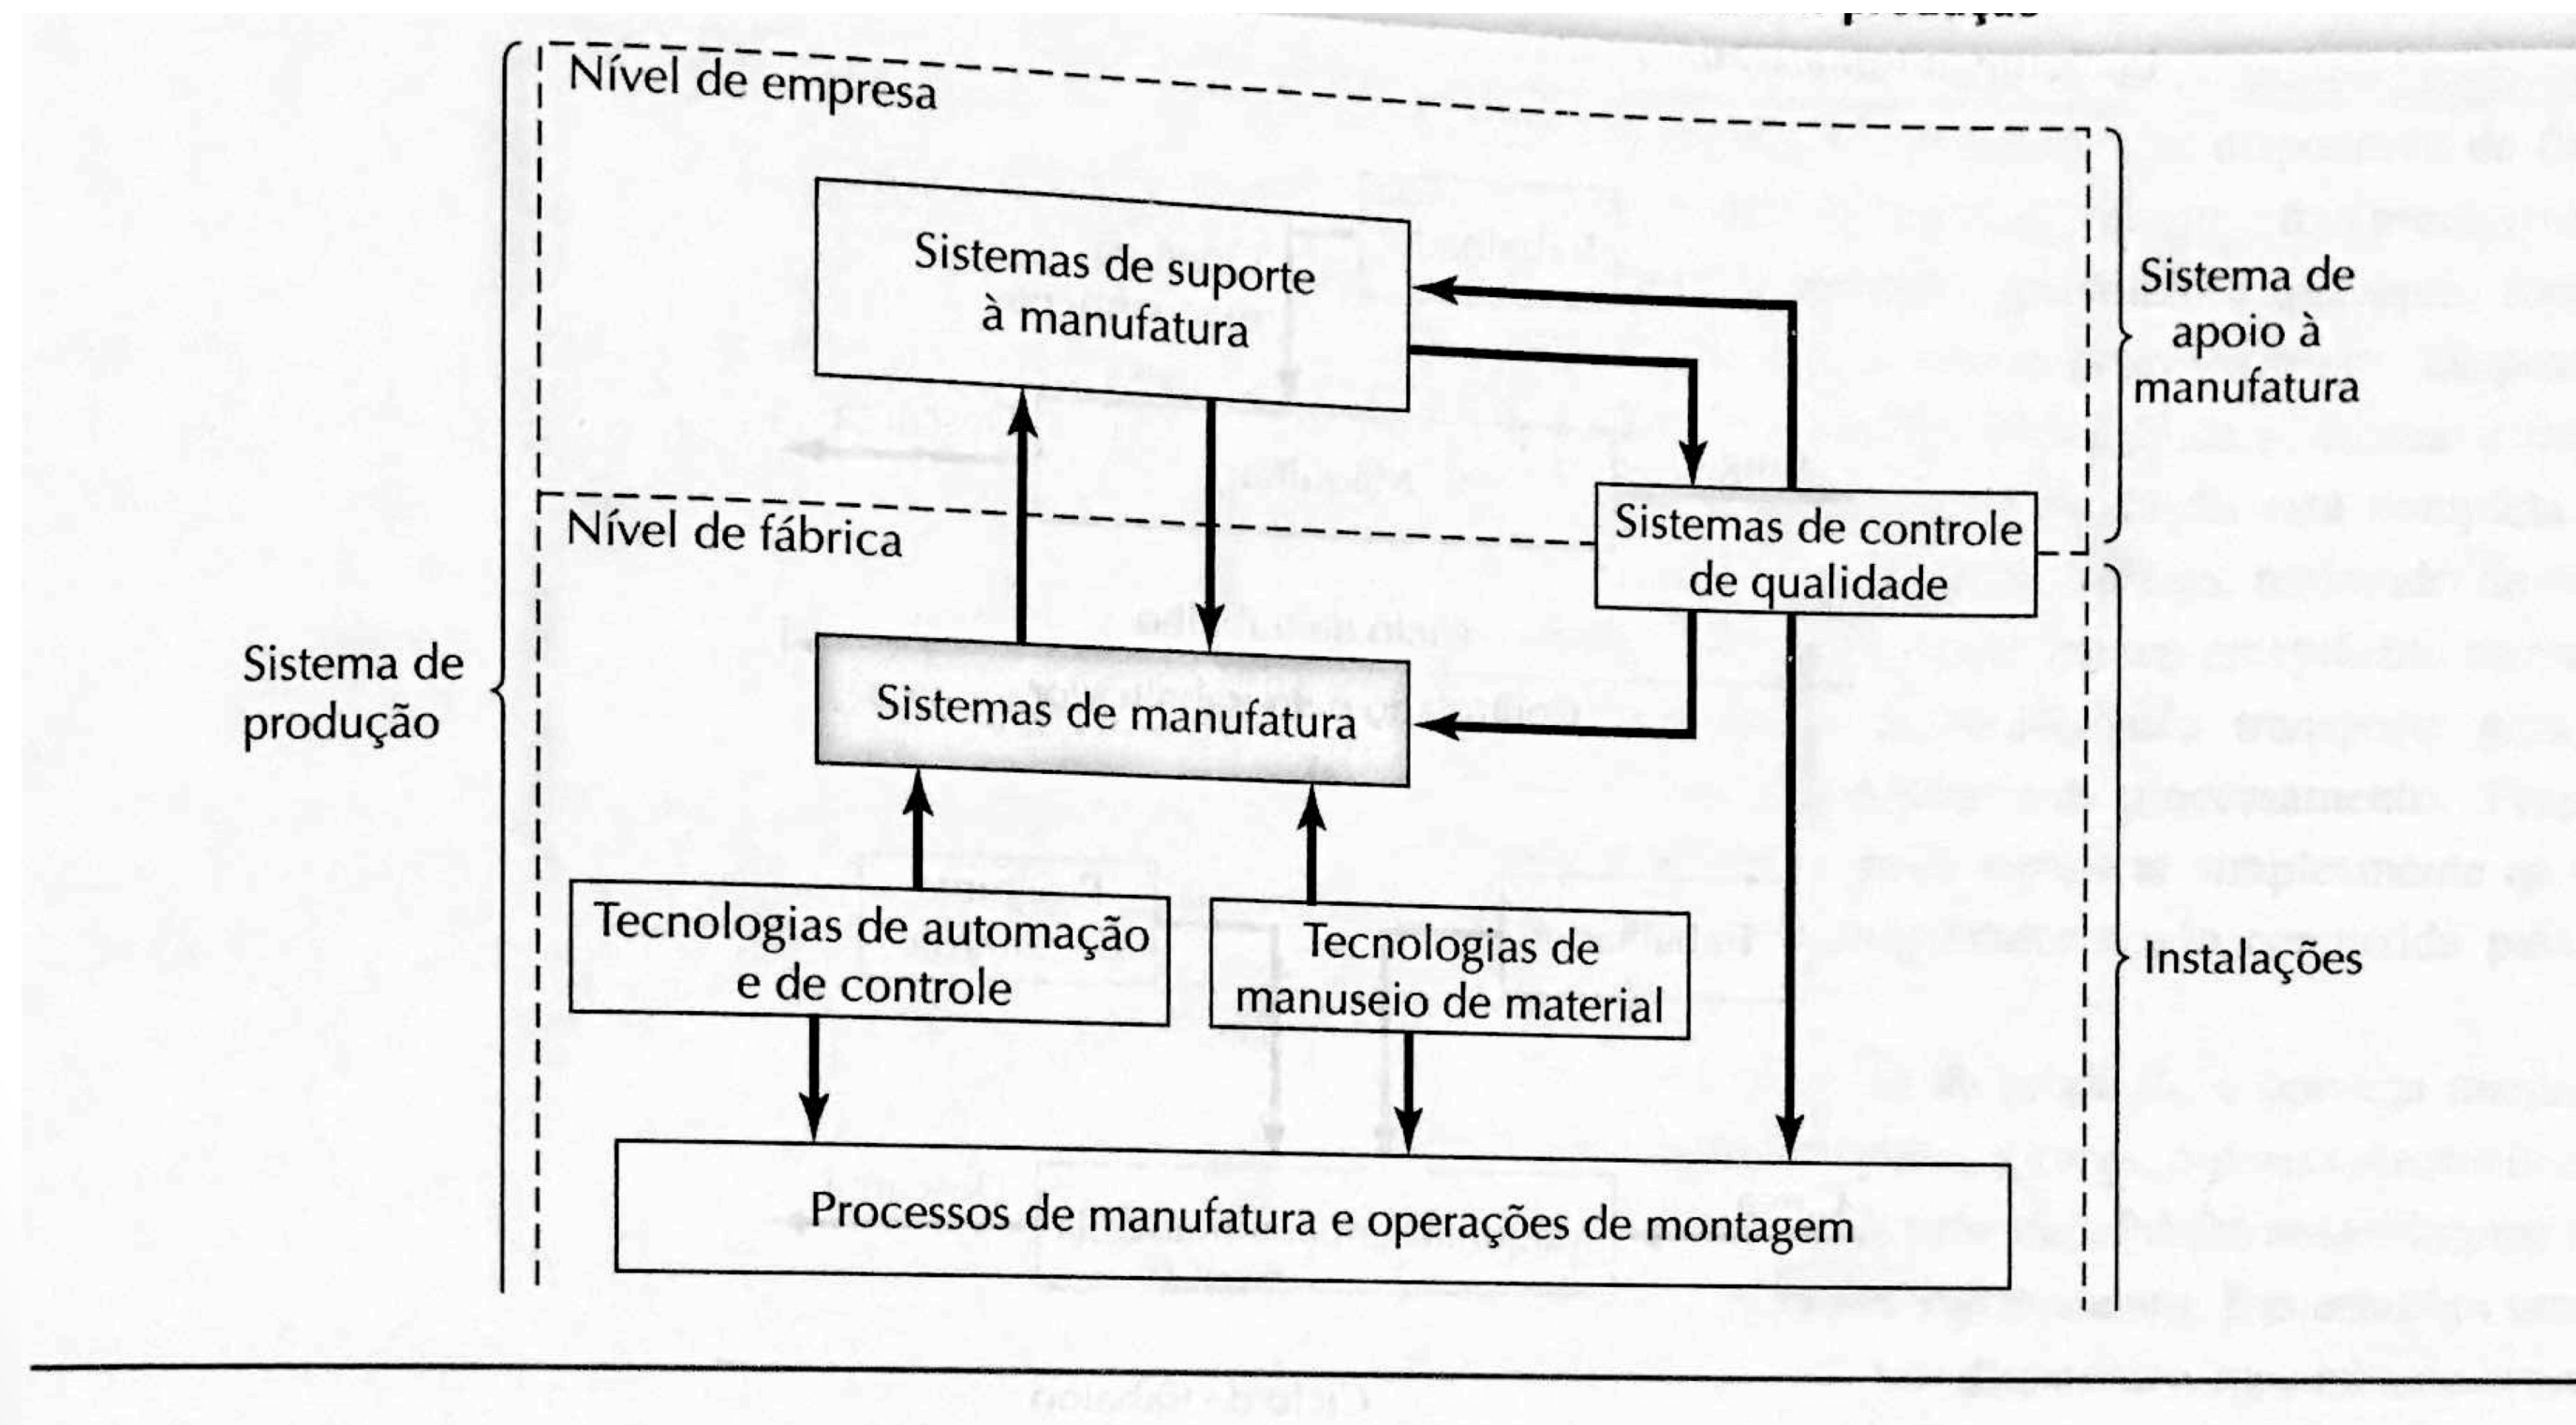 produção
Nível de empresa
Sistemas de suporte
à manufatura
Sistema de
apoio à
manufatura
Nível de fábrica
Sistemas de controle
de qualidade
Sistema de
produção
Sistemas de manufatura
Tecnologias de automação
e de controle
Tecnologias de
manuseio de material
Instalações
Processos de manufatura e operações de montagem